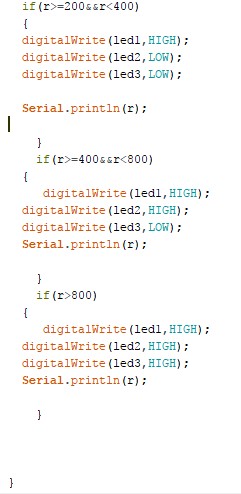 if(r>=200&&r<400)
{
digitalWrite(led1,HIGH);
digitalWrite(led2,LOW);
digitalWrite(led3,LOW);
Serial.println(r);
}
if(r>=400&&r<800)
{
digitalWrite(led1,HIGH);
digitalWrite(led2,HIGH);
digitalWrite(led3,LOW);
Serial.println(r);
}
if(r>800)
{
digitalWrite(led1,HIGH);
digitalWrite(led2,HIGH);
digitalWrite(led3,HIGH);
Serial.println(r);
}
}